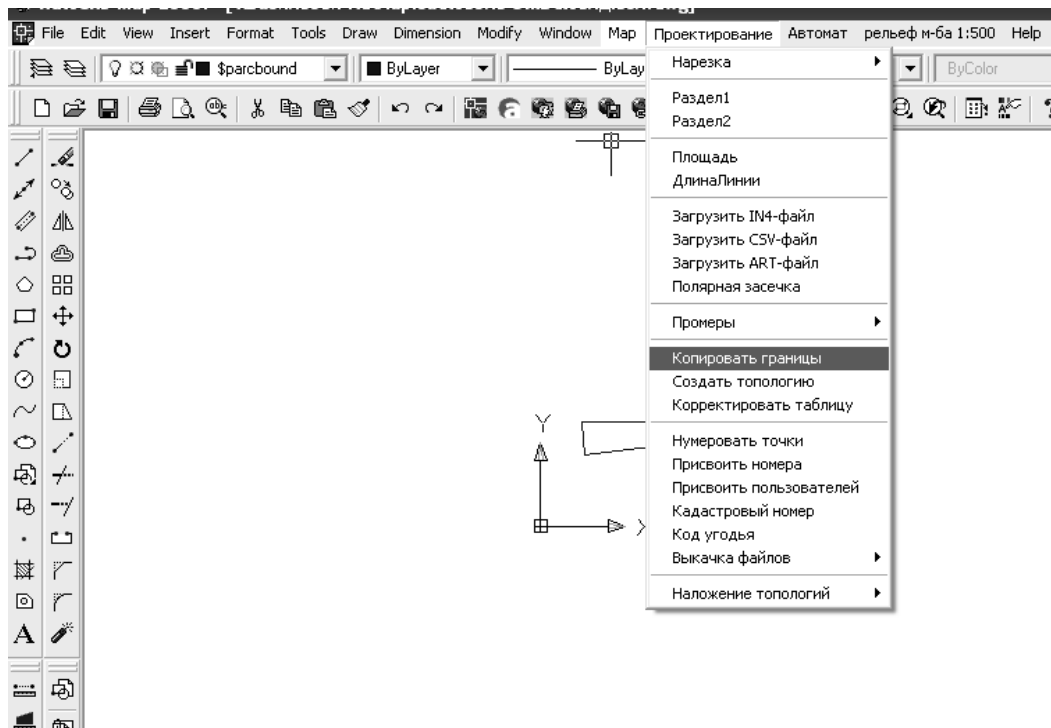 File Edit View Insert Format Tools Draw Dimension Modify Window Map Проектирование Автомат рельеф м-ба 1:500 Help
$parcbound ByLayer ByLay ByColor
Нарезка
Раздел1
Раздел2
Площадь
ДлинаЛинии
Загрузить IN4-файл
Загрузить CSV-файл
Загрузить ART-файл
Полярная засечка
Промеры
Копировать границы
Создать топологию
Корректировать таблицу
Нумеровать точки
Присвоить номера
Присвоить пользователей
Кадастровый номер
Код угодья
Выкачка файлов
Наложение топологий
Y
X
A